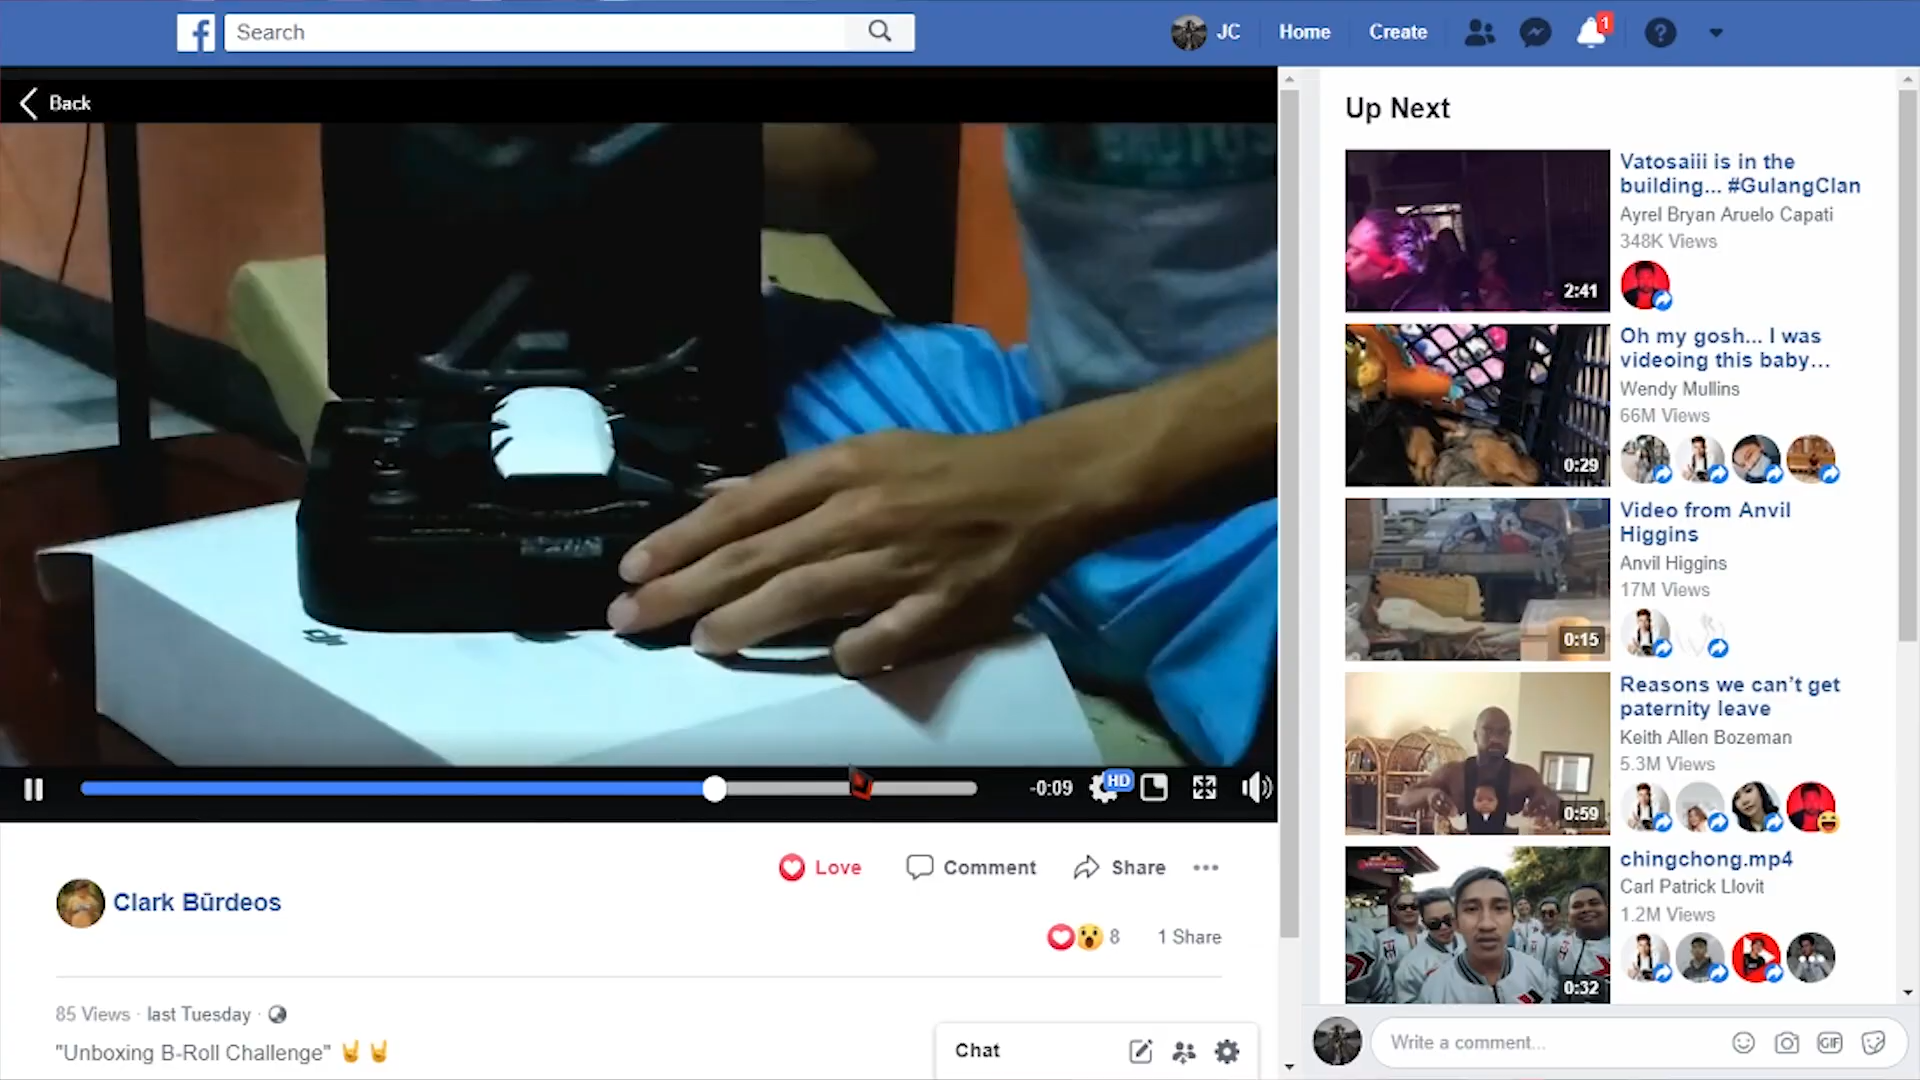 Search
JC
Home
Create
1
?
Back
Up Next
Vatosaiii is in the
building... #GulangClan
Ayrel Bryan Aruelo Capati
348K Views
2:41
Oh my gosh... I was
videoing this baby...
Wendy Mullins
66M Views
0:29
Video from Anvil
Higgins
Anvil Higgins
17M Views
0:15
Reasons we can't get
paternity leave
Keith Allen Bozeman
5.3M Views
0:59
chingchong.mp4
Carl Patrick Llovit
1.2M Views
0:32
-0:09
HD
Love
Comment
Share
Clark Būrdeos
8
1 Share
85 Views · last Tuesday ·
"Unboxing B-Roll Challenge"
Chat
Write a comment...
GIF